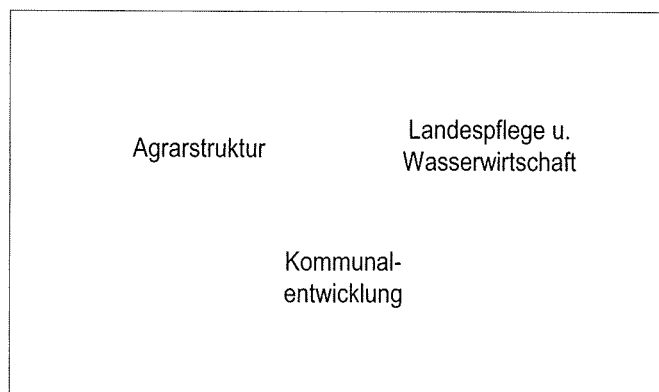 Agrarstruktur
Landespflege u.
Wasserwirtschaft
Kommunal-
entwicklung